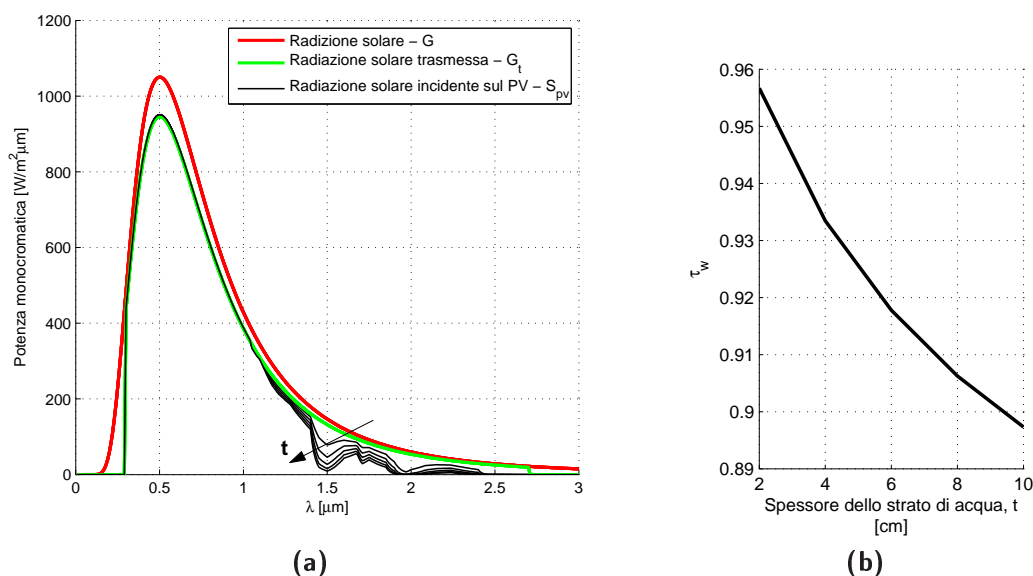 1200
1000
800
600
400
200
0
Potenza monocromatica [W/m²μm]
Radizione solare – G
Radiazione solare trasmessa – Gₜ
Radiazione solare incidente sul PV – Sₚᵥ
t
0 0.5 1 1.5 2 2.5 3
λ [μm]
(a)
0.96
0.95
0.94
0.93
0.92
0.91
0.9
0.89
τ_w
2 4 6 8 10
Spessore dello strato di acqua, t
[cm]
(b)